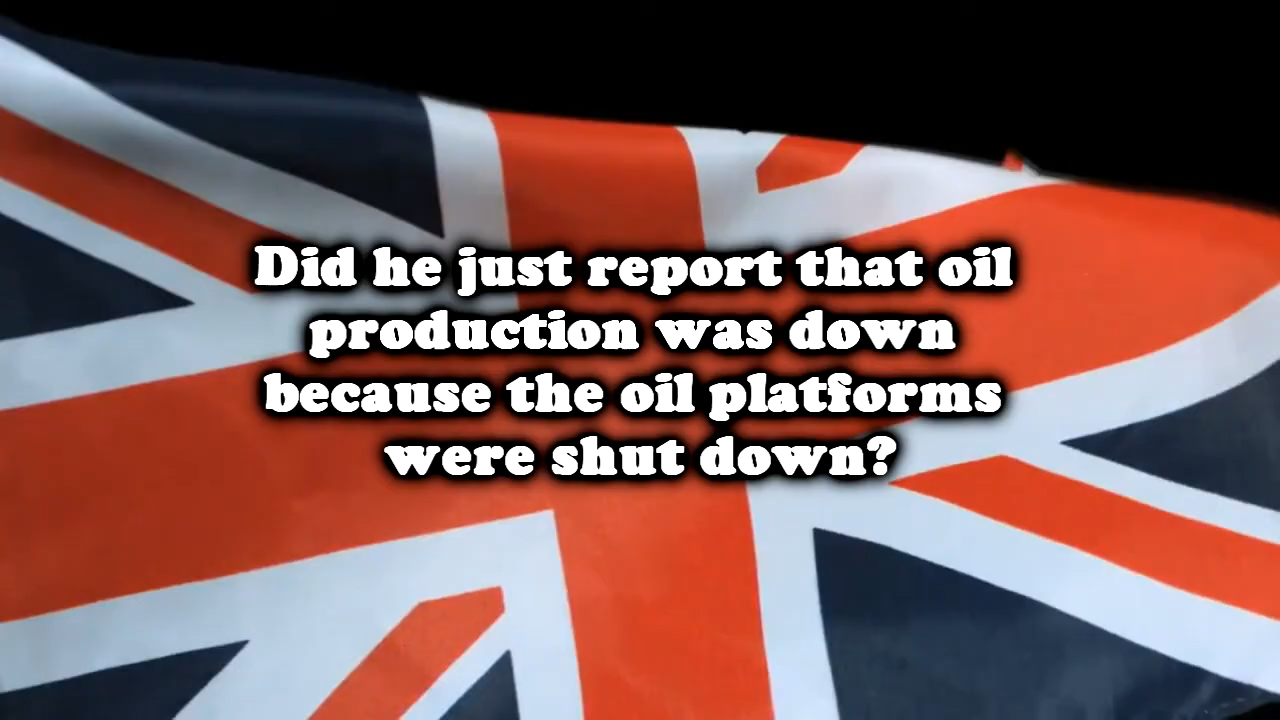 Did he just report that oil
production was down
because the oil platforms
were shut down?